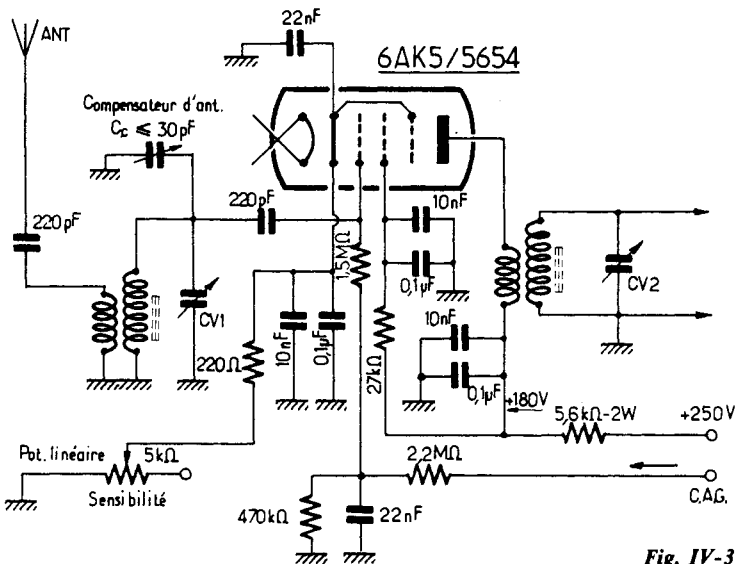 ANT
22nF
6AK5/5654
Compensateur d'ant.
Cτc ≤ 30pF
220pF
220pF
10nF
1,5MΩ
0,1µF
CV1
CV2
220Ω
10nF
0,1µF
27kΩ
10nF
0,1µF
+180V
5,6kΩ-2W
+250V
Pot. linéaire
5kΩ
Sensibilité
2,2MΩ
C.A.G.
470kΩ
22nF
Fig. IV-3